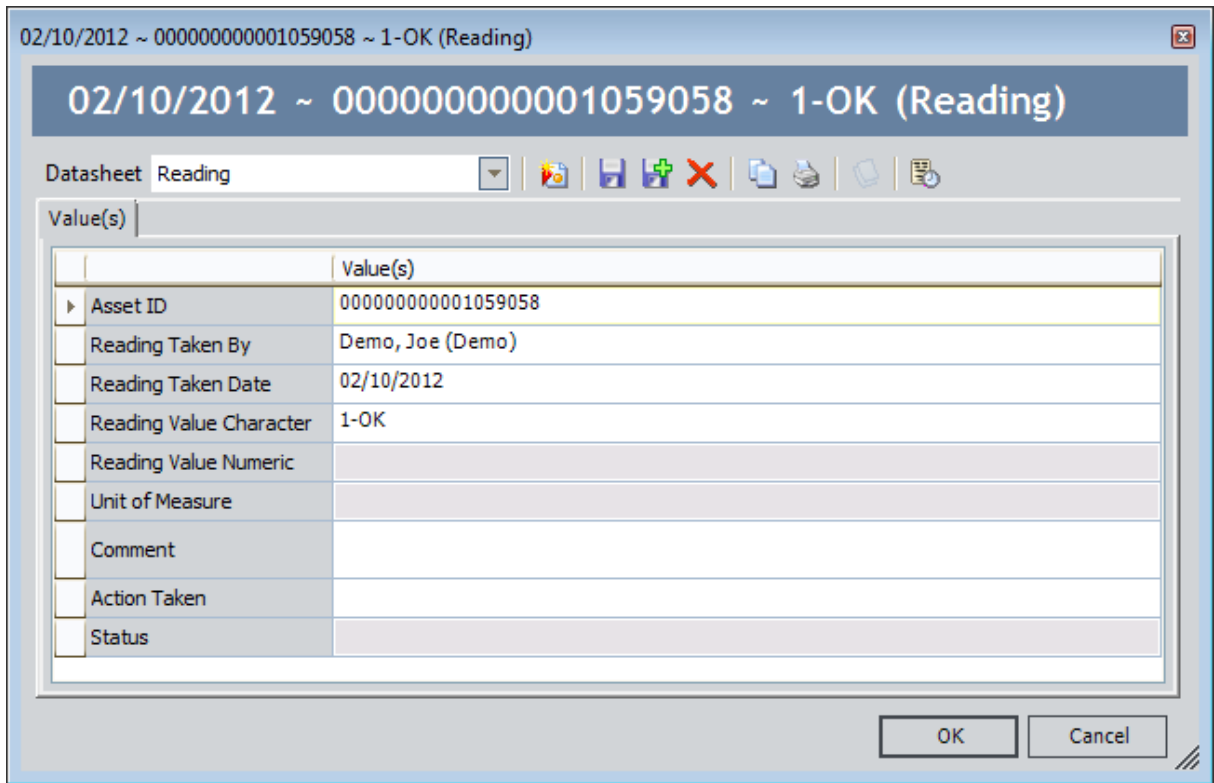 02/10/2012 ~ 000000000001059058 ~ 1-OK (Reading)
02/10/2012 ~ 000000000001059058 ~ 1-OK (Reading)
Datasheet Reading
Value(s)
Value(s)
Asset ID 000000000001059058
Reading Taken By Demo, Joe (Demo)
Reading Taken Date 02/10/2012
Reading Value Character 1-OK
Reading Value Numeric
Unit of Measure
Comment
Action Taken
Status
OK Cancel